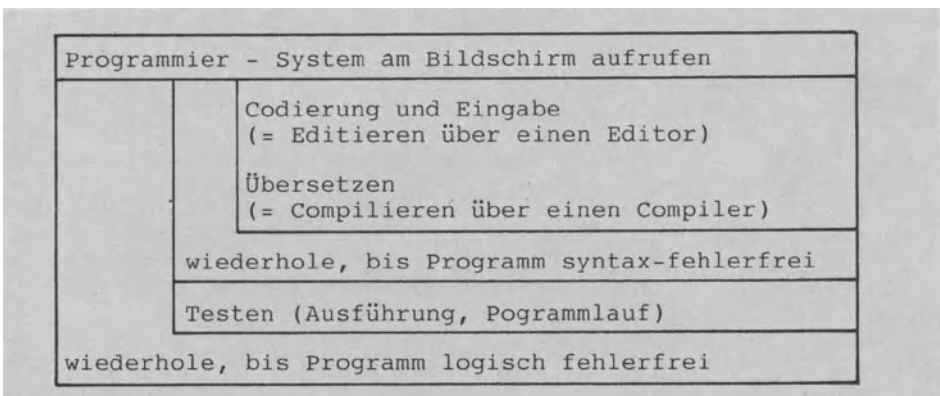 Programmier - System am Bildschirm aufrufen
Codierung und Eingabe
(= Editieren über einen Editor)
Übersetzen
(= Compilieren über einen Compiler)
wiederhole, bis Programm syntax-fehlerfrei
Testen (Ausführung, Pogrammlauf)
wiederhole, bis Programm logisch fehlerfrei